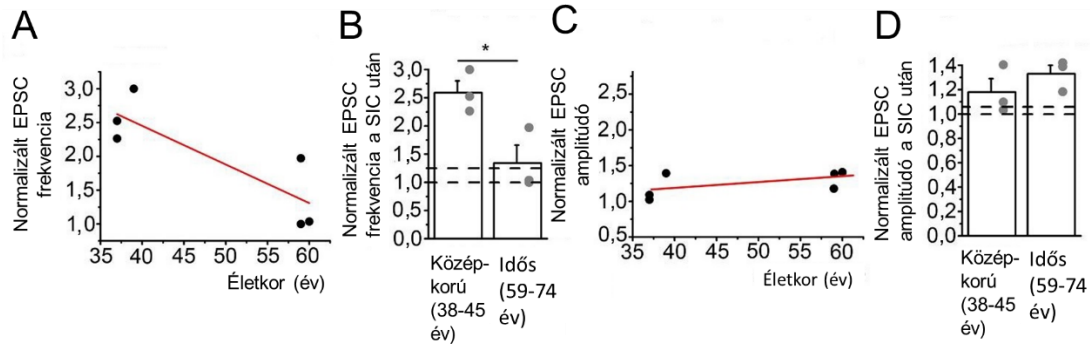 A
Normalizált EPSC
frekvencia
3,0
2,5
2,0
1,5
1,0
35 40 45 50 55 60
Életkor (év)
B
Normalizált EPSC
frekvencia a SIC után
3,0
2,5
2,0
1,5
1,0
0,5
0,0
*
Közép-
korú
(38-45
év)
Idős
(59-74
év)
C
Normalizált EPSC
amplitúdó
2,5
2,0
1,5
1,0
0,5
35 40 45 50 55 60
Életkor (év)
D
Normalizált EPSC
amplitúdó a SIC után
1,4
1,2
1,0
0,8
0,6
0,4
0,2
0,0
Közép-
korú
(38-45
év)
Idős
(59-74
év)